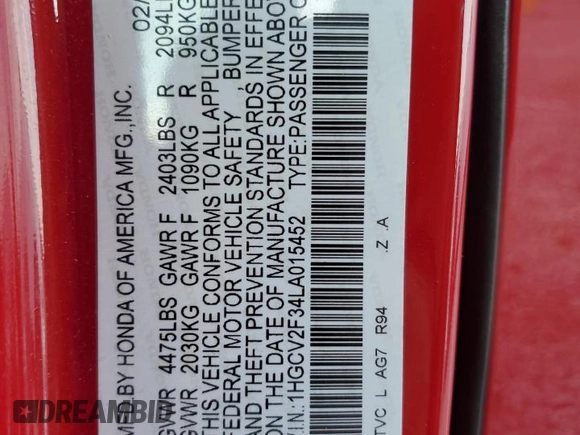 MFD.BY HONDA OF AMERICA MFG.,INC. 02/
GVWR 4475LBS GAWR F 2403LBS R 2094L
GVWR 2030KG GAWR F 1090KG R 950KG
THIS VEHICLE CONFORMS TO ALL APPLICABLE
FEDERAL MOTOR VEHICLE SAFETY , BUMPER
AND THEFT PREVENTION STANDARDS IN EFFE
ON THE DATE OF MANUFACTURE SHOWN ABOV
V.I.N.:1HGCV2F34LA015452 TYPE:PASSENGER C
TVC L AG7 R94 .Z .A
DREAMBID